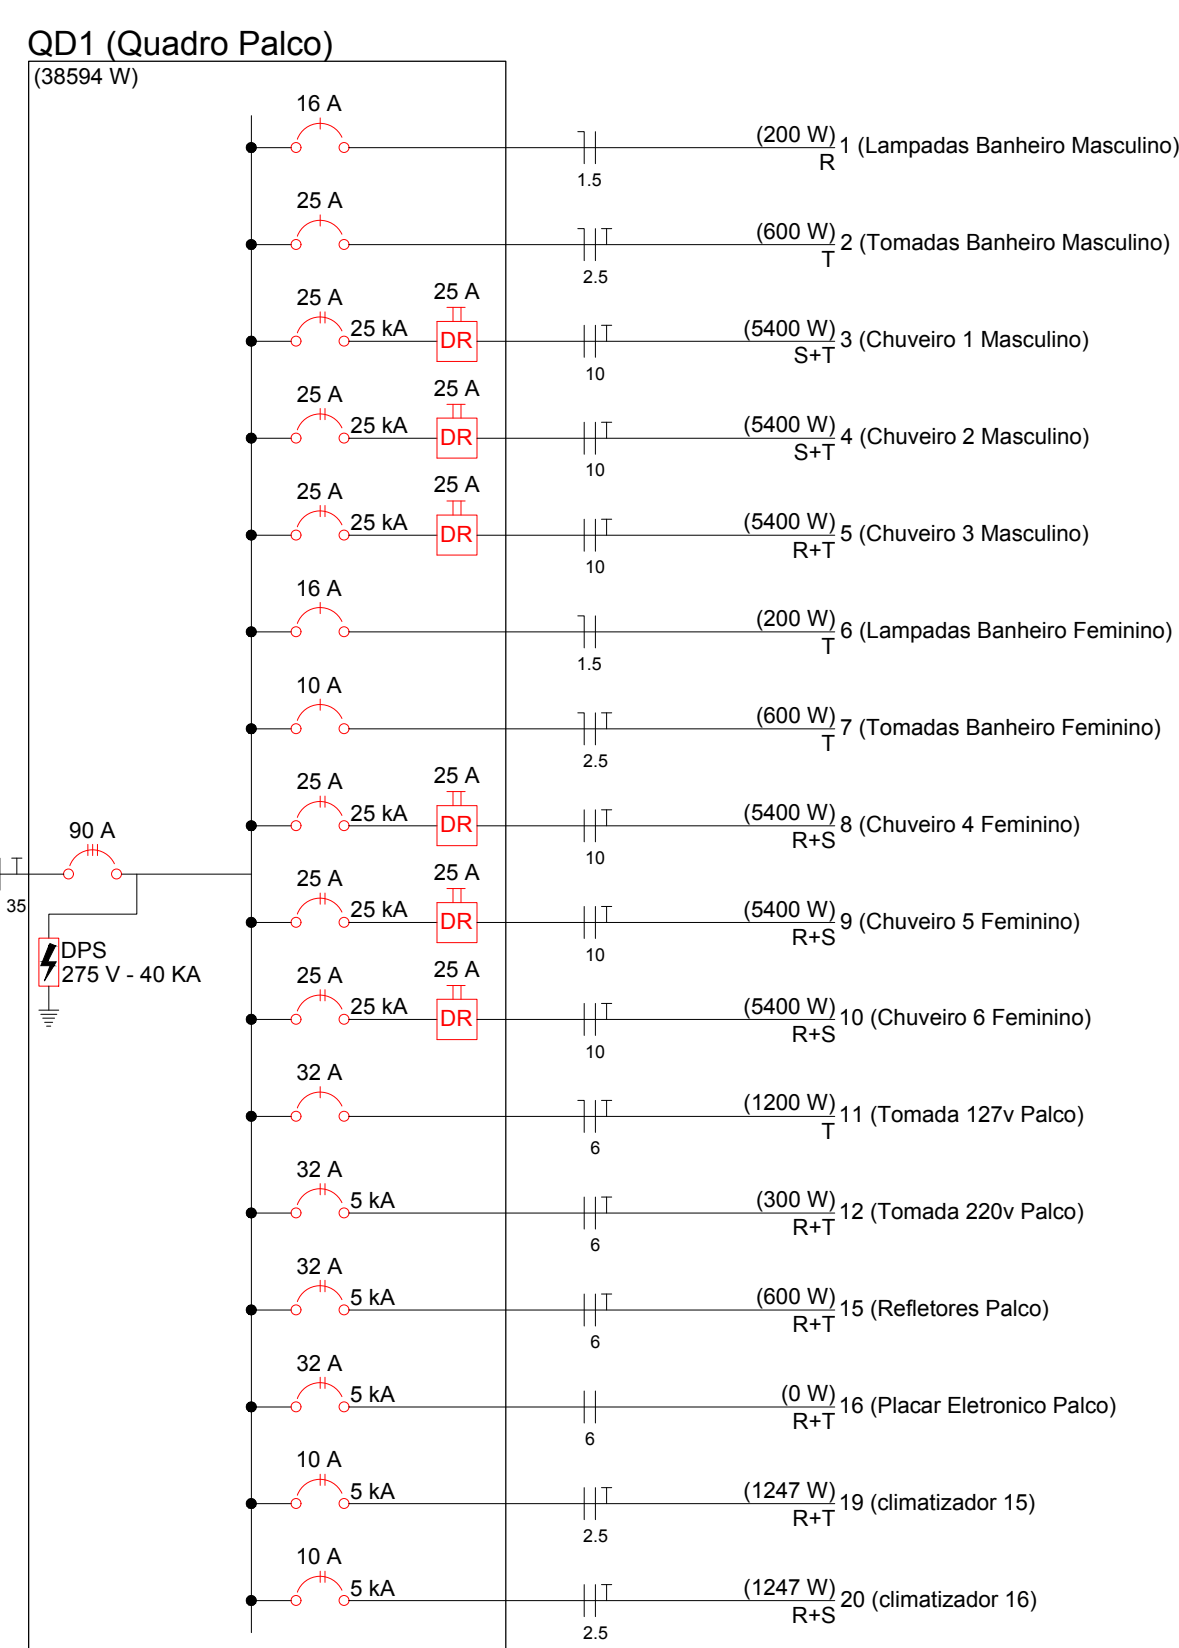 QD1 (Quadro Palco)
(38594 W)
16 A
(200 W)
1 (Lampadas Banheiro Masculino)
R
1.5
25 A
(600 W)
2 (Tomadas Banheiro Masculino)
T
2.5
25 A
25 kA
25 A
DR
(5400 W)
3 (Chuveiro 1 Masculino)
S+T
10
25 A
25 kA
25 A
DR
(5400 W)
4 (Chuveiro 2 Masculino)
S+T
10
25 A
25 kA
25 A
DR
(5400 W)
5 (Chuveiro 3 Masculino)
R+T
10
16 A
(200 W)
6 (Lampadas Banheiro Feminino)
T
1.5
10 A
(600 W)
7 (Tomadas Banheiro Feminino)
T
2.5
25 A
25 kA
25 A
DR
(5400 W)
8 (Chuveiro 4 Feminino)
R+S
10
90 A
35
DPS
275 V - 40 KA
25 A
25 kA
25 A
DR
(5400 W)
9 (Chuveiro 5 Feminino)
R+S
10
25 A
25 kA
25 A
DR
(5400 W)
10 (Chuveiro 6 Feminino)
R+S
10
32 A
(1200 W)
11 (Tomada 127v Palco)
T
6
32 A
5 kA
(300 W)
12 (Tomada 220v Palco)
R+T
6
32 A
5 kA
(600 W)
15 (Refletores Palco)
R+T
6
32 A
5 kA
(0 W)
16 (Placar Eletronico Palco)
R+T
6
10 A
5 kA
(1247 W)
19 (climatizador 15)
R+T
2.5
10 A
5 kA
(1247 W)
20 (climatizador 16)
R+S
2.5